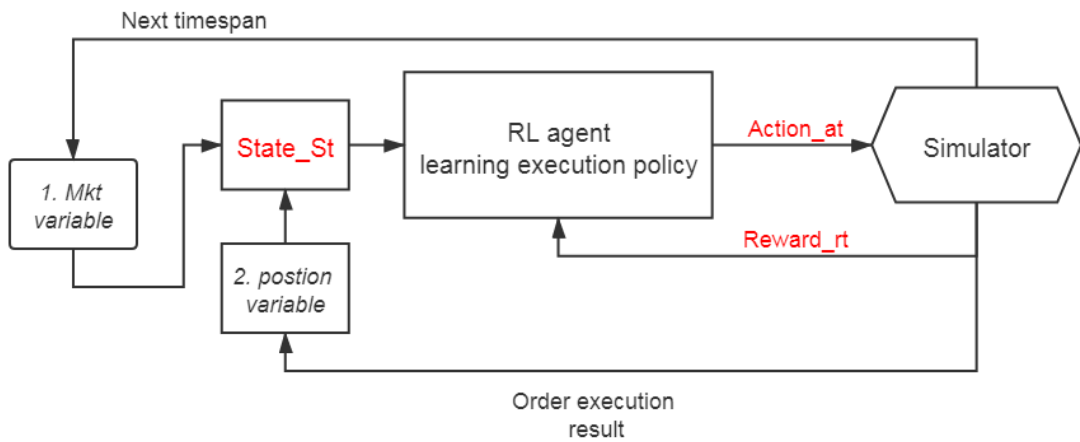 Next timespan
1. Mkt
variable
State_St
2. postion
variable
RL agent
learning execution policy
Action_at
Simulator
Reward_rt
Order execution
result